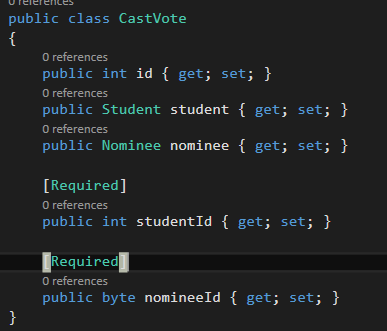 0 references
public class CastVote
{
0 references
public int id { get; set; }
0 references
public Student student { get; set; }
0 references
public Nominee nominee { get; set; }
[Required]
0 references
public int studentId { get; set; }
[Required]
0 references
public byte nomineeId { get; set; }
}